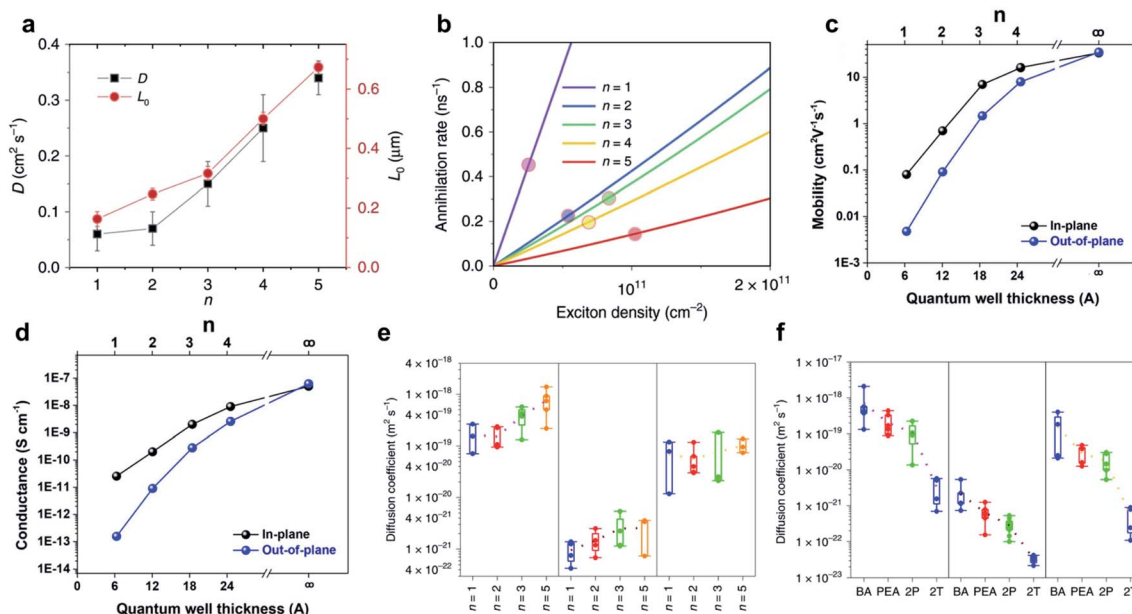 a
0.4
0.3
0.2
0.1
0.0
D (cm² s⁻¹)
D
L₀
0.6
0.4
0.2
0.0
L₀ (μm)
1 2 3 4 5
n
b
1.0
0.8
0.6
0.4
0.2
0
Annihilation rate (ns⁻¹)
n = 1
n = 2
n = 3
n = 4
n = 5
0 10¹¹ 2 × 10¹¹
Exciton density (cm⁻²)
c
n
1 2 3 4 ∞
10
1
0.1
0.01
1E-3
Mobility (cm²V⁻¹s⁻¹)
In-plane
Out-of-plane
0 6 12 18 24 ∞
Quantum well thickness (A)
d
n
1 2 3 4 ∞
1E-7
1E-8
1E-9
1E-10
1E-11
1E-12
1E-13
1E-14
Conductance (S cm⁻¹)
In-plane
Out-of-plane
0 6 12 18 24 ∞
Quantum well thickness (A)
e
4 × 10⁻¹⁸
1 × 10⁻¹⁸
4 × 10⁻¹⁹
1 × 10⁻¹⁹
4 × 10⁻²⁰
1 × 10⁻²⁰
4 × 10⁻²¹
1 × 10⁻²¹
4 × 10⁻²²
Diffusion coefficient (m² s⁻¹)
n = 1 n = 2 n = 3 n = 5 n = 1 n = 2 n = 3 n = 5 n = 1 n = 2 n = 3 n = 5
f
1 × 10⁻¹⁷
1 × 10⁻¹⁸
1 × 10⁻¹⁹
1 × 10⁻²⁰
1 × 10⁻²¹
1 × 10⁻²²
1 × 10⁻²³
Diffusion coefficient (m² s⁻¹)
BA PEA 2P 2T BA PEA 2P 2T BA PEA 2P 2T